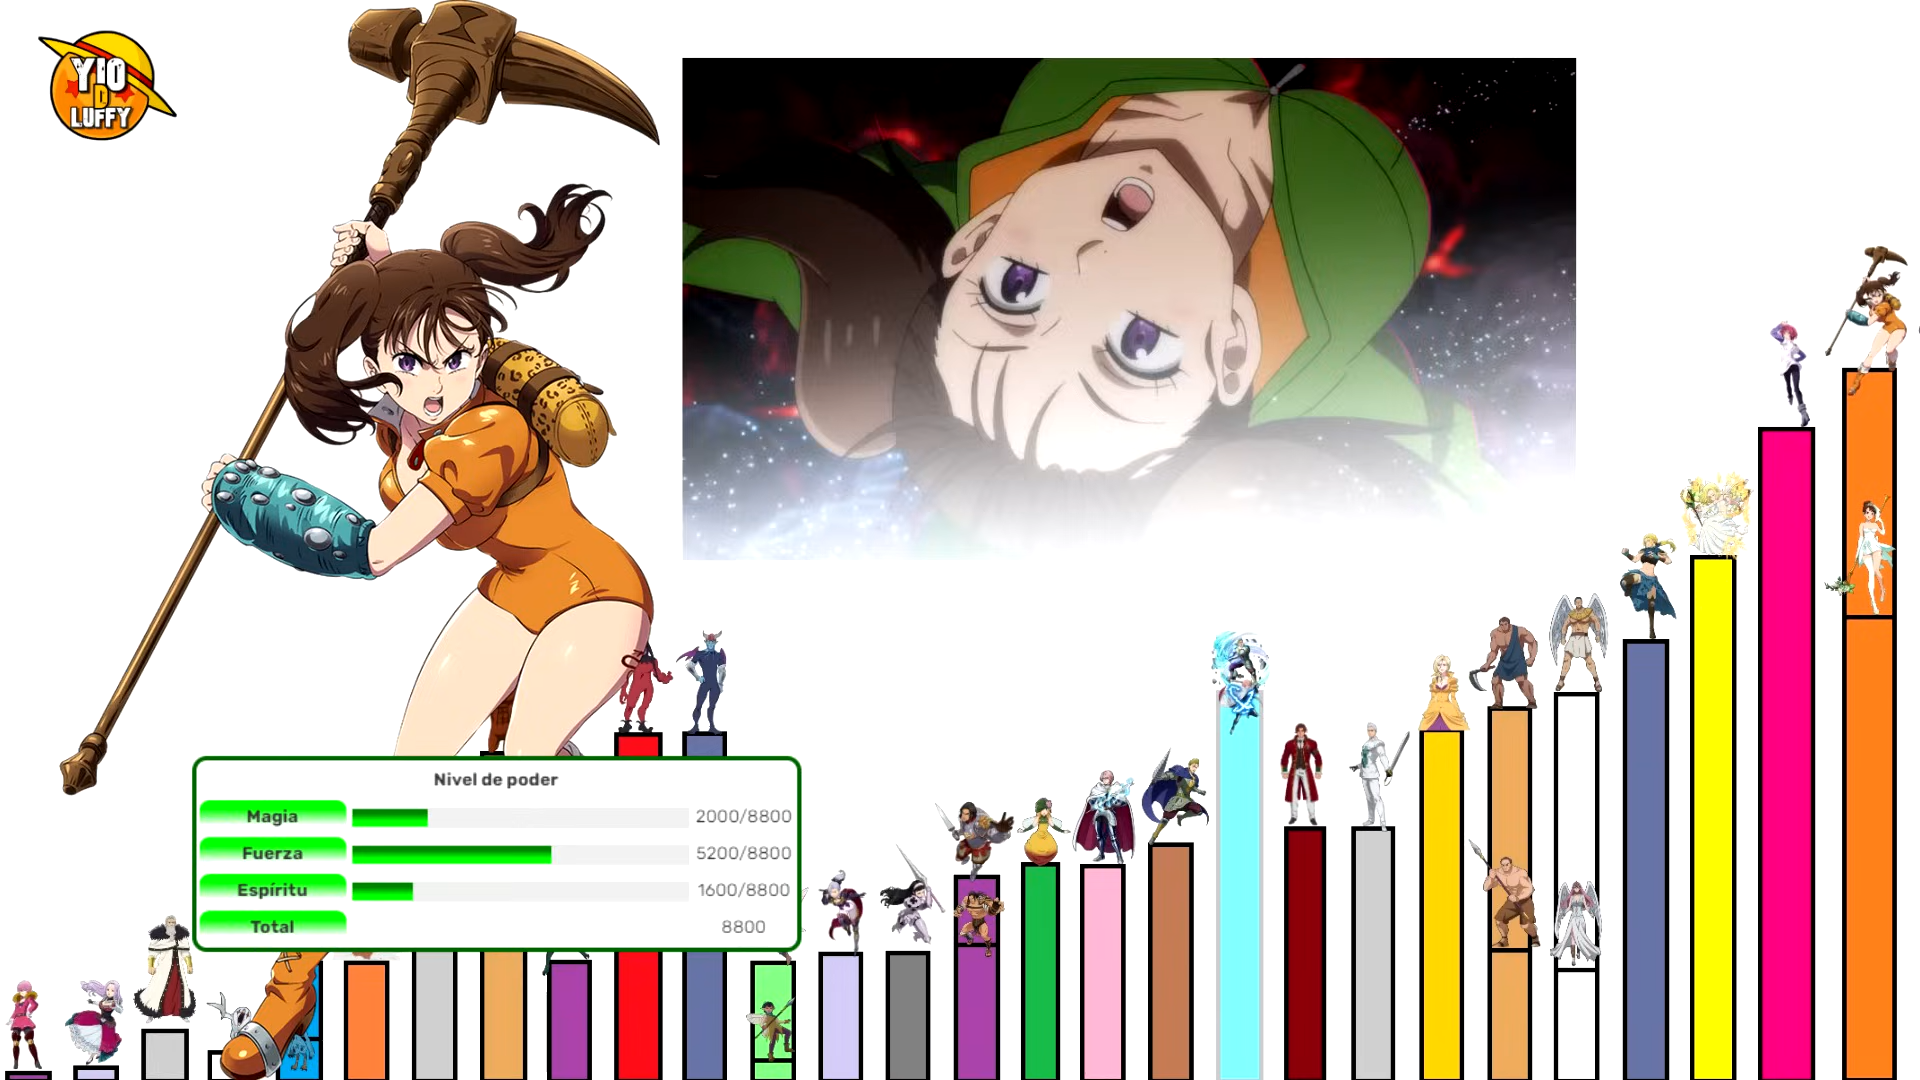 YIO
D
LUFFY
Nivel de poder
Magia 2000/8800
Fuerza 5200/8800
Espíritu 1600/8800
Total 8800